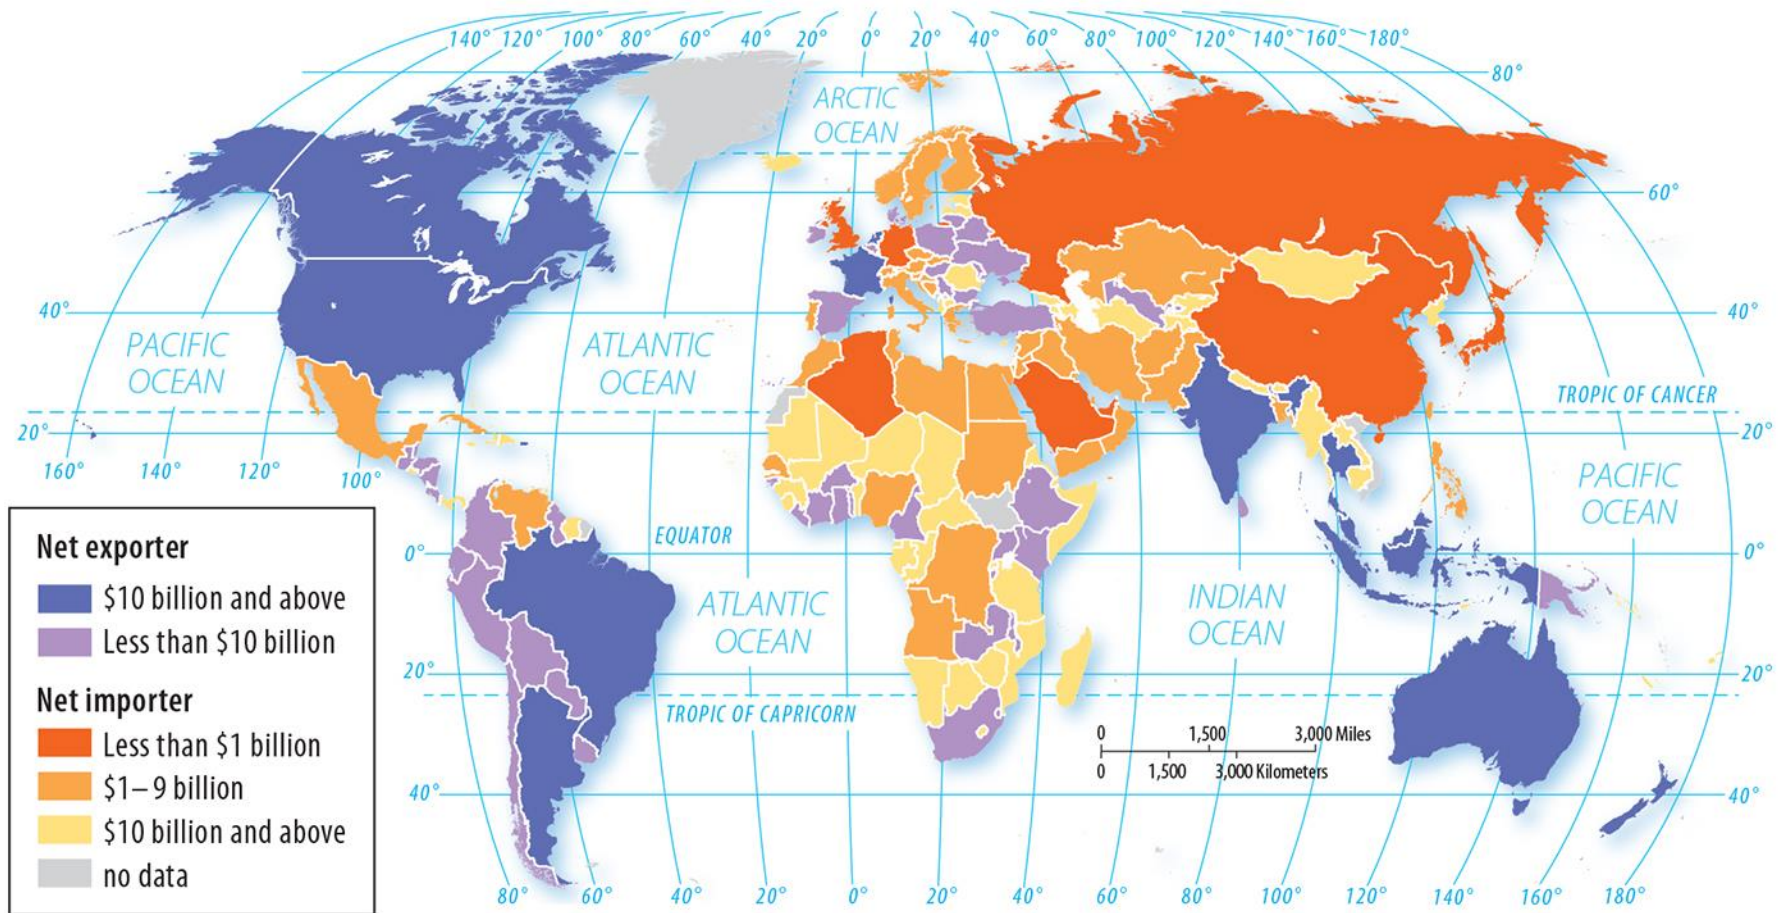 140° 120° 100° 80° 60° 40° 20° 0° 20° 40° 60° 80° 100° 120° 140° 160° 180°
80°
ARCTIC
OCEAN
60°
40°
40°
PACIFIC
OCEAN
ATLANTIC
OCEAN
TROPIC OF CANCER
20°
20°
160° 140° 120° 100°
PACIFIC
OCEAN
EQUATOR
0°
0°
ATLANTIC
OCEAN
INDIAN
OCEAN
20°
20°
TROPIC OF CAPRICORN
0 1,500 3,000 Miles
0 1,500 3,000 Kilometers
40°
40°
80° 60° 40° 20° 0° 20° 40° 60° 80° 100° 120° 140° 160° 180°
Net exporter
$10 billion and above
Less than $10 billion
Net importer
Less than $1 billion
$1–9 billion
$10 billion and above
no data